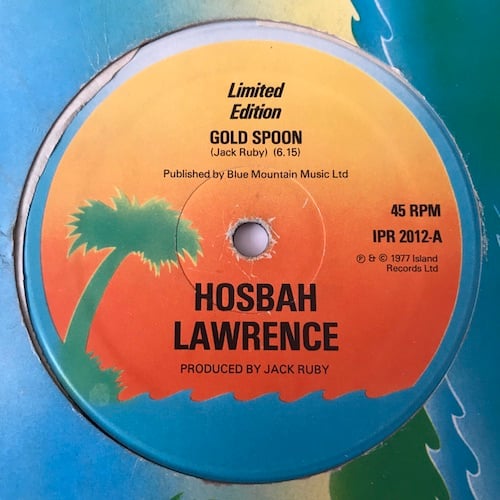 Limited
Edition
GOLD SPOON
(Jack Ruby) (6.15)
Published by Blue Mountain Music Ltd
45 RPM
IPR 2012-A
℗ & © 1977 Island
Records Ltd
HOSBAH
LAWRENCE
PRODUCED BY JACK RUBY